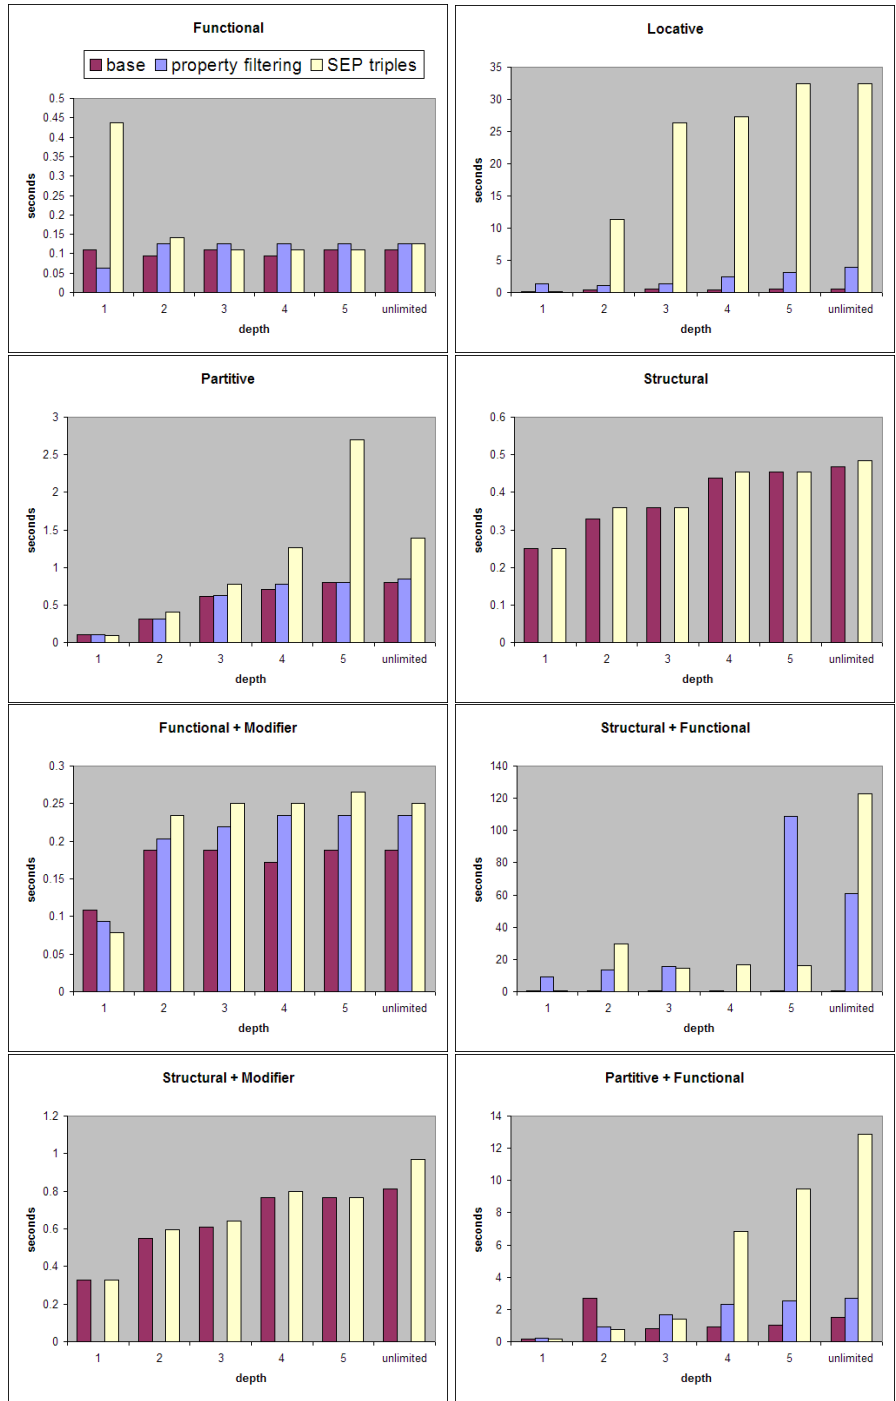 Functional
base property filtering SEP triples
0.5
0.45
0.4
0.35
0.3
0.25
0.2
0.15
0.1
0.05
0
seconds
1 2 3 4 5 unlimited
depth
Locative
35
30
25
20
15
10
5
0
seconds
1 2 3 4 5 unlimited
depth
Partitive
3
2.5
2
1.5
1
0.5
0
seconds
1 2 3 4 5 unlimited
depth
Structural
0.6
0.5
0.4
0.3
0.2
0.1
0
seconds
1 2 3 4 5 unlimited
depth
Functional + Modifier
0.3
0.25
0.2
0.15
0.1
0.05
0
seconds
1 2 3 4 5 unlimited
depth
Structural + Functional
140
120
100
80
60
40
20
0
seconds
1 2 3 4 5 unlimited
depth
Structural + Modifier
1.2
1
0.8
0.6
0.4
0.2
0
seconds
1 2 3 4 5 unlimited
depth
Partitive + Functional
14
12
10
8
6
4
2
0
seconds
1 2 3 4 5 unlimited
depth